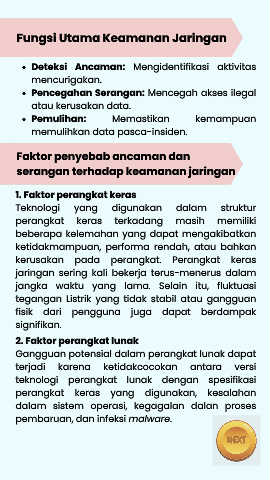 Fungsi Utama Keamanan Jaringan
• Deteksi Ancaman: Mengidentifikasi aktivitas
mencurigakan.
• Pencegahan Serangan: Mencegah akses ilegal
atau kerusakan data.
• Pemulihan: Memastikan kemampuan
memulihkan data pasca-insiden.
Faktor penyebab ancaman dan
serangan terhadap keamanan jaringan
1. Faktor perangkat keras
Teknologi yang digunakan dalam struktur
perangkat keras terkadang masih memiliki
beberapa kelemahan yang dapat mengakibatkan
ketidakmampuan, performa rendah, atau bahkan
kerusakan pada perangkat. Perangkat keras
jaringan sering kali bekerja terus-menerus dalam
jangka waktu yang lama. Selain itu, fluktuasi
tegangan Listrik yang tidak stabil atau gangguan
fisik dari pengguna juga dapat berdampak
signifikan.
2. Faktor perangkat lunak
Gangguan potensial dalam perangkat lunak dapat
terjadi karena ketidakcocokan antara versi
teknologi perangkat lunak dengan spesifikasi
perangkat keras yang digunakan, kesalahan
dalam sistem operasi, kegagalan dalan proses
pembaruan, dan infeksi malware.
NEXT